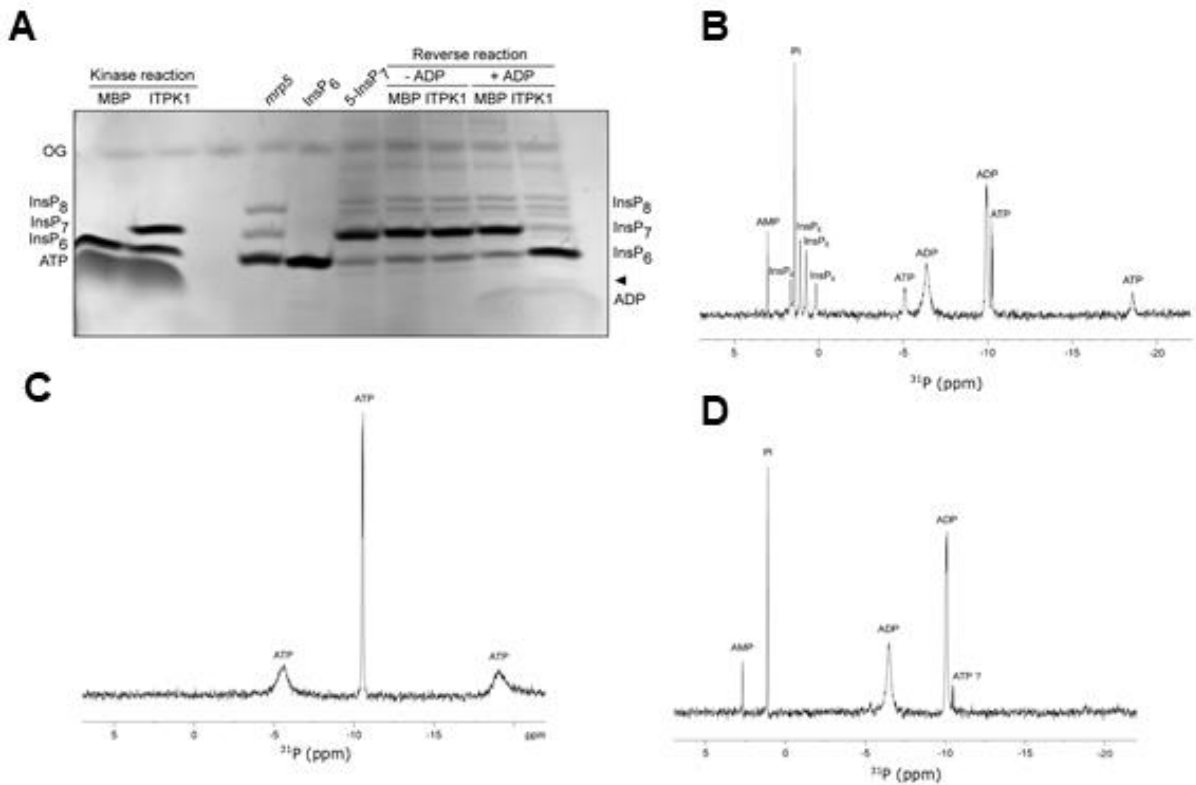 A
Kinase reaction
MBP ITPK1
mrp5
InsP6
5-InsP7
Reverse reaction
- ADP + ADP
MBP ITPK1 MBP ITPK1
OG
InsP8
InsP7
InsP6
ATP
InsP8
InsP7
InsP6
ADP
B
Pi
AMP
InsP6
InsP6
InsP6
InsP6
ATP
ADP
ADP
ATP
ATP
5 0 -5 -10 -15 -20
31P (ppm)
C
ATP
ATP
ATP
5 0 -5 -10 -15 ppm
31P (ppm)
D
Pi
AMP
ADP
ADP
ATP ?
5 0 -5 -10 -15 -20
31P (ppm)